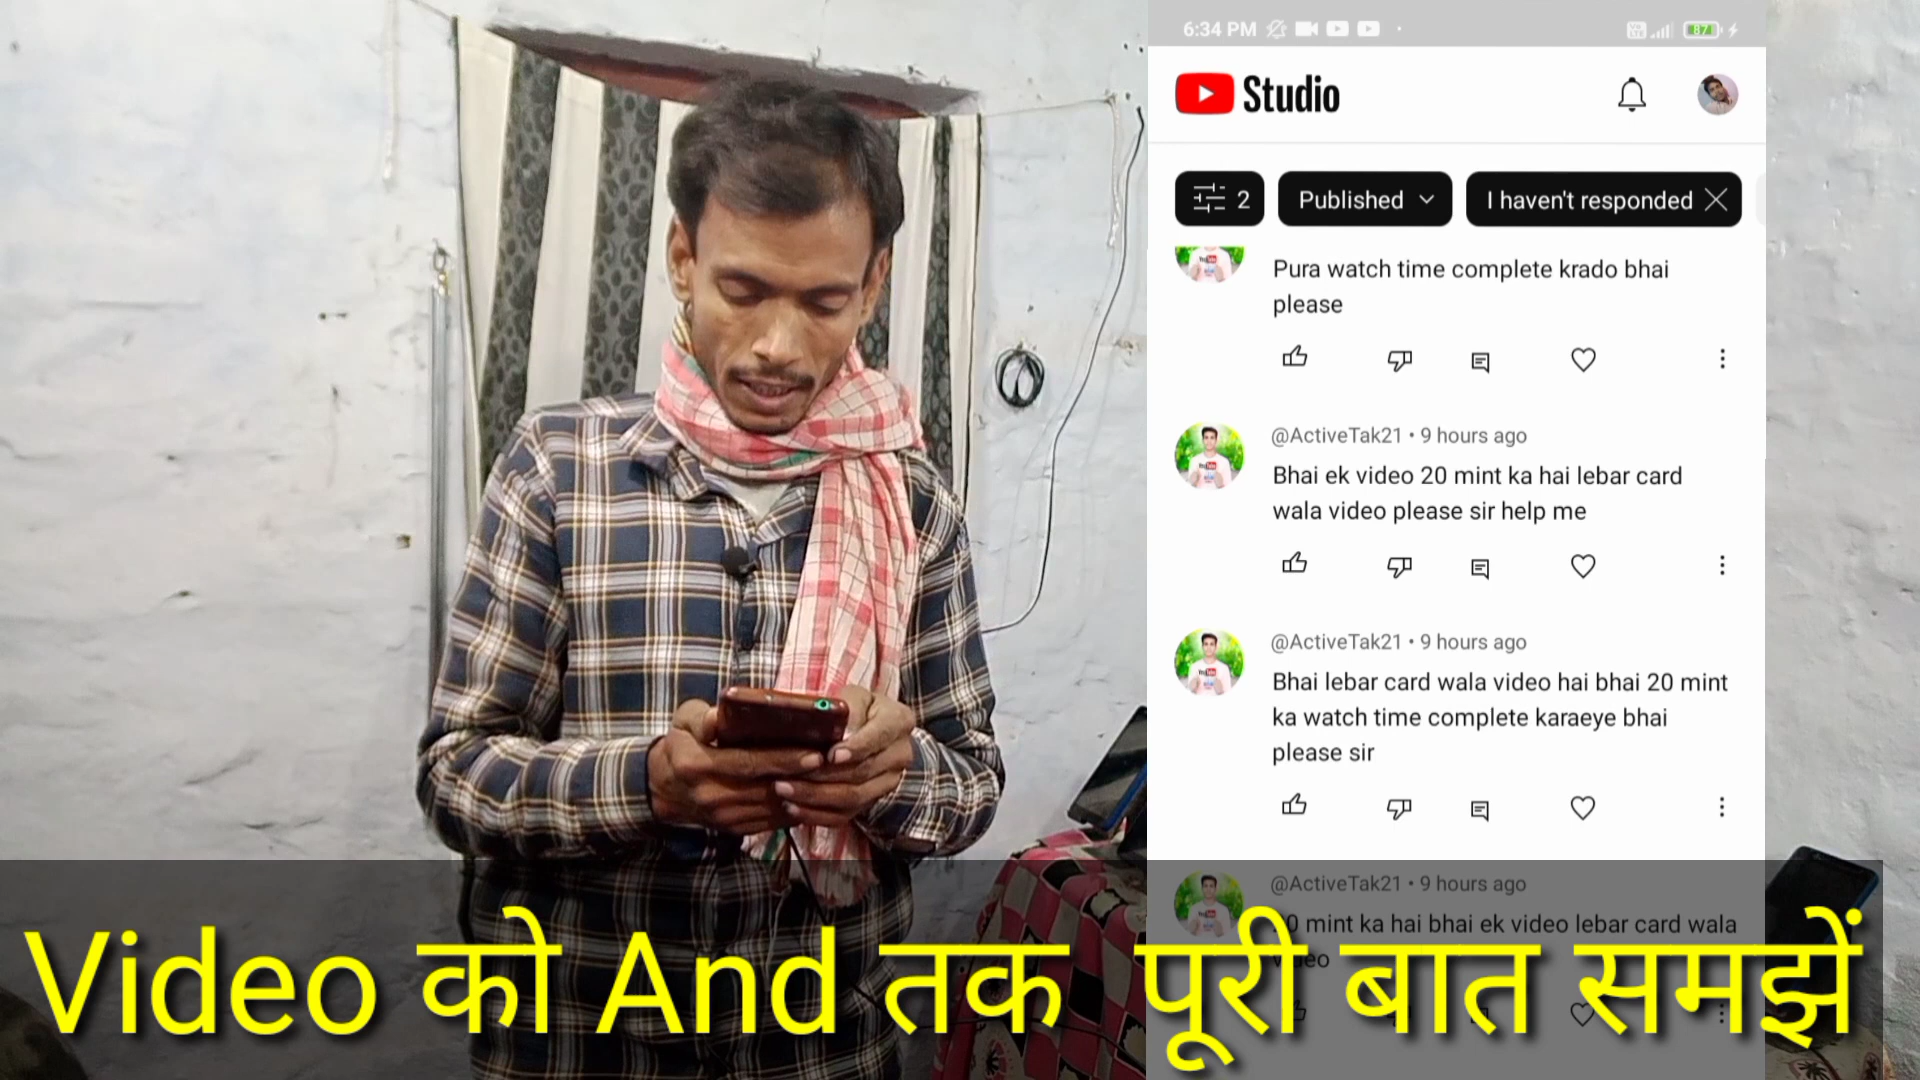 6:34 PM
87
Studio
2
Published
I haven't responded
Pura watch time complete krado bhai
please
@ActiveTak21 • 9 hours ago
Bhai ek video 20 mint ka hai lebar card
wala video please sir help me
@ActiveTak21 • 9 hours ago
Bhai lebar card wala video hai bhai 20 mint
ka watch time complete karaeye bhai
please sir
@ActiveTak21 • 9 hours ago
mint ka hai bhai ek video lebar card wala
Video को And तक पूरी बात समझें